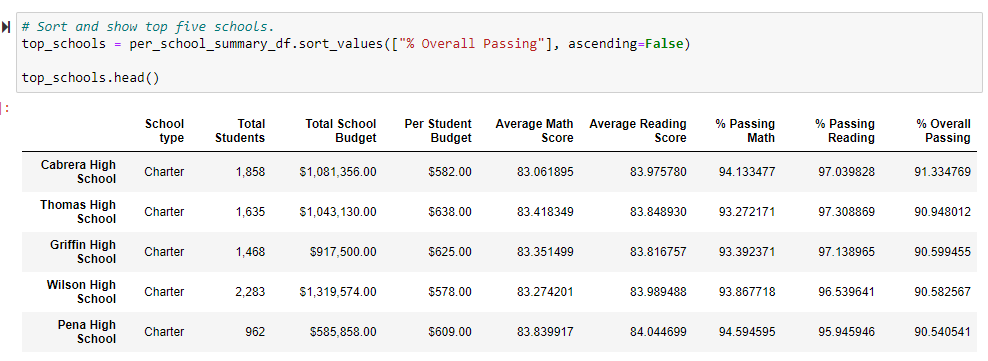 # Sort and show top five schools.
top_schools = per_school_summary_df.sort_values(["% Overall Passing"], ascending=False)
top_schools.head()
:
School type Total Students Total School Budget Per Student Budget Average Math Score Average Reading Score % Passing Math % Passing Reading % Overall Passing
Cabrera High School Charter 1,858 $1,081,356.00 $582.00 83.061895 83.975780 94.133477 97.039828 91.334769
Thomas High School Charter 1,635 $1,043,130.00 $638.00 83.418349 83.848930 93.272171 97.308869 90.948012
Griffin High School Charter 1,468 $917,500.00 $625.00 83.351499 83.816757 93.392371 97.138965 90.599455
Wilson High School Charter 2,283 $1,319,574.00 $578.00 83.274201 83.989488 93.867718 96.539641 90.582567
Pena High School Charter 962 $585,858.00 $609.00 83.839917 84.044699 94.594595 95.945946 90.540541